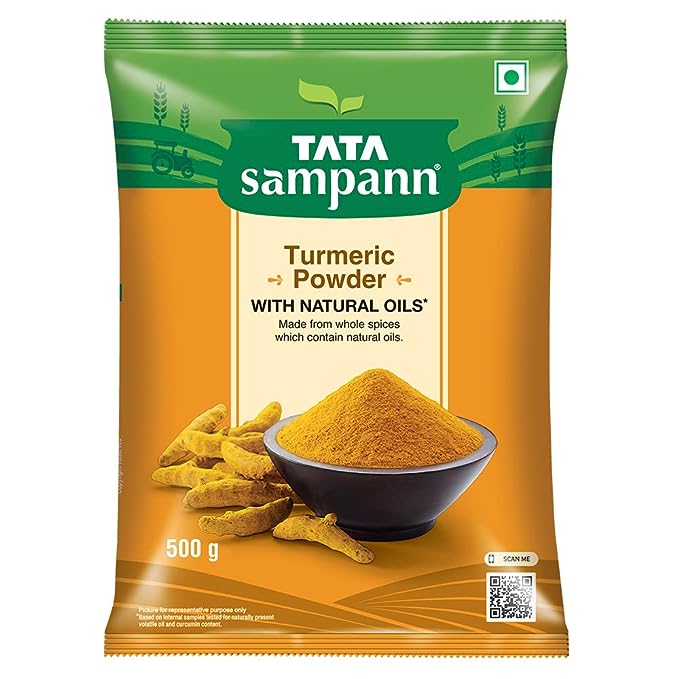 TATA
sampann®
Turmeric
Powder
WITH NATURAL OILS*
Made from whole spices
which contain natural oils.
500 g
SCAN ME
Picture for representative purpose only
*Based on internal samples tested for naturally present
volatile oil and curcumin content.